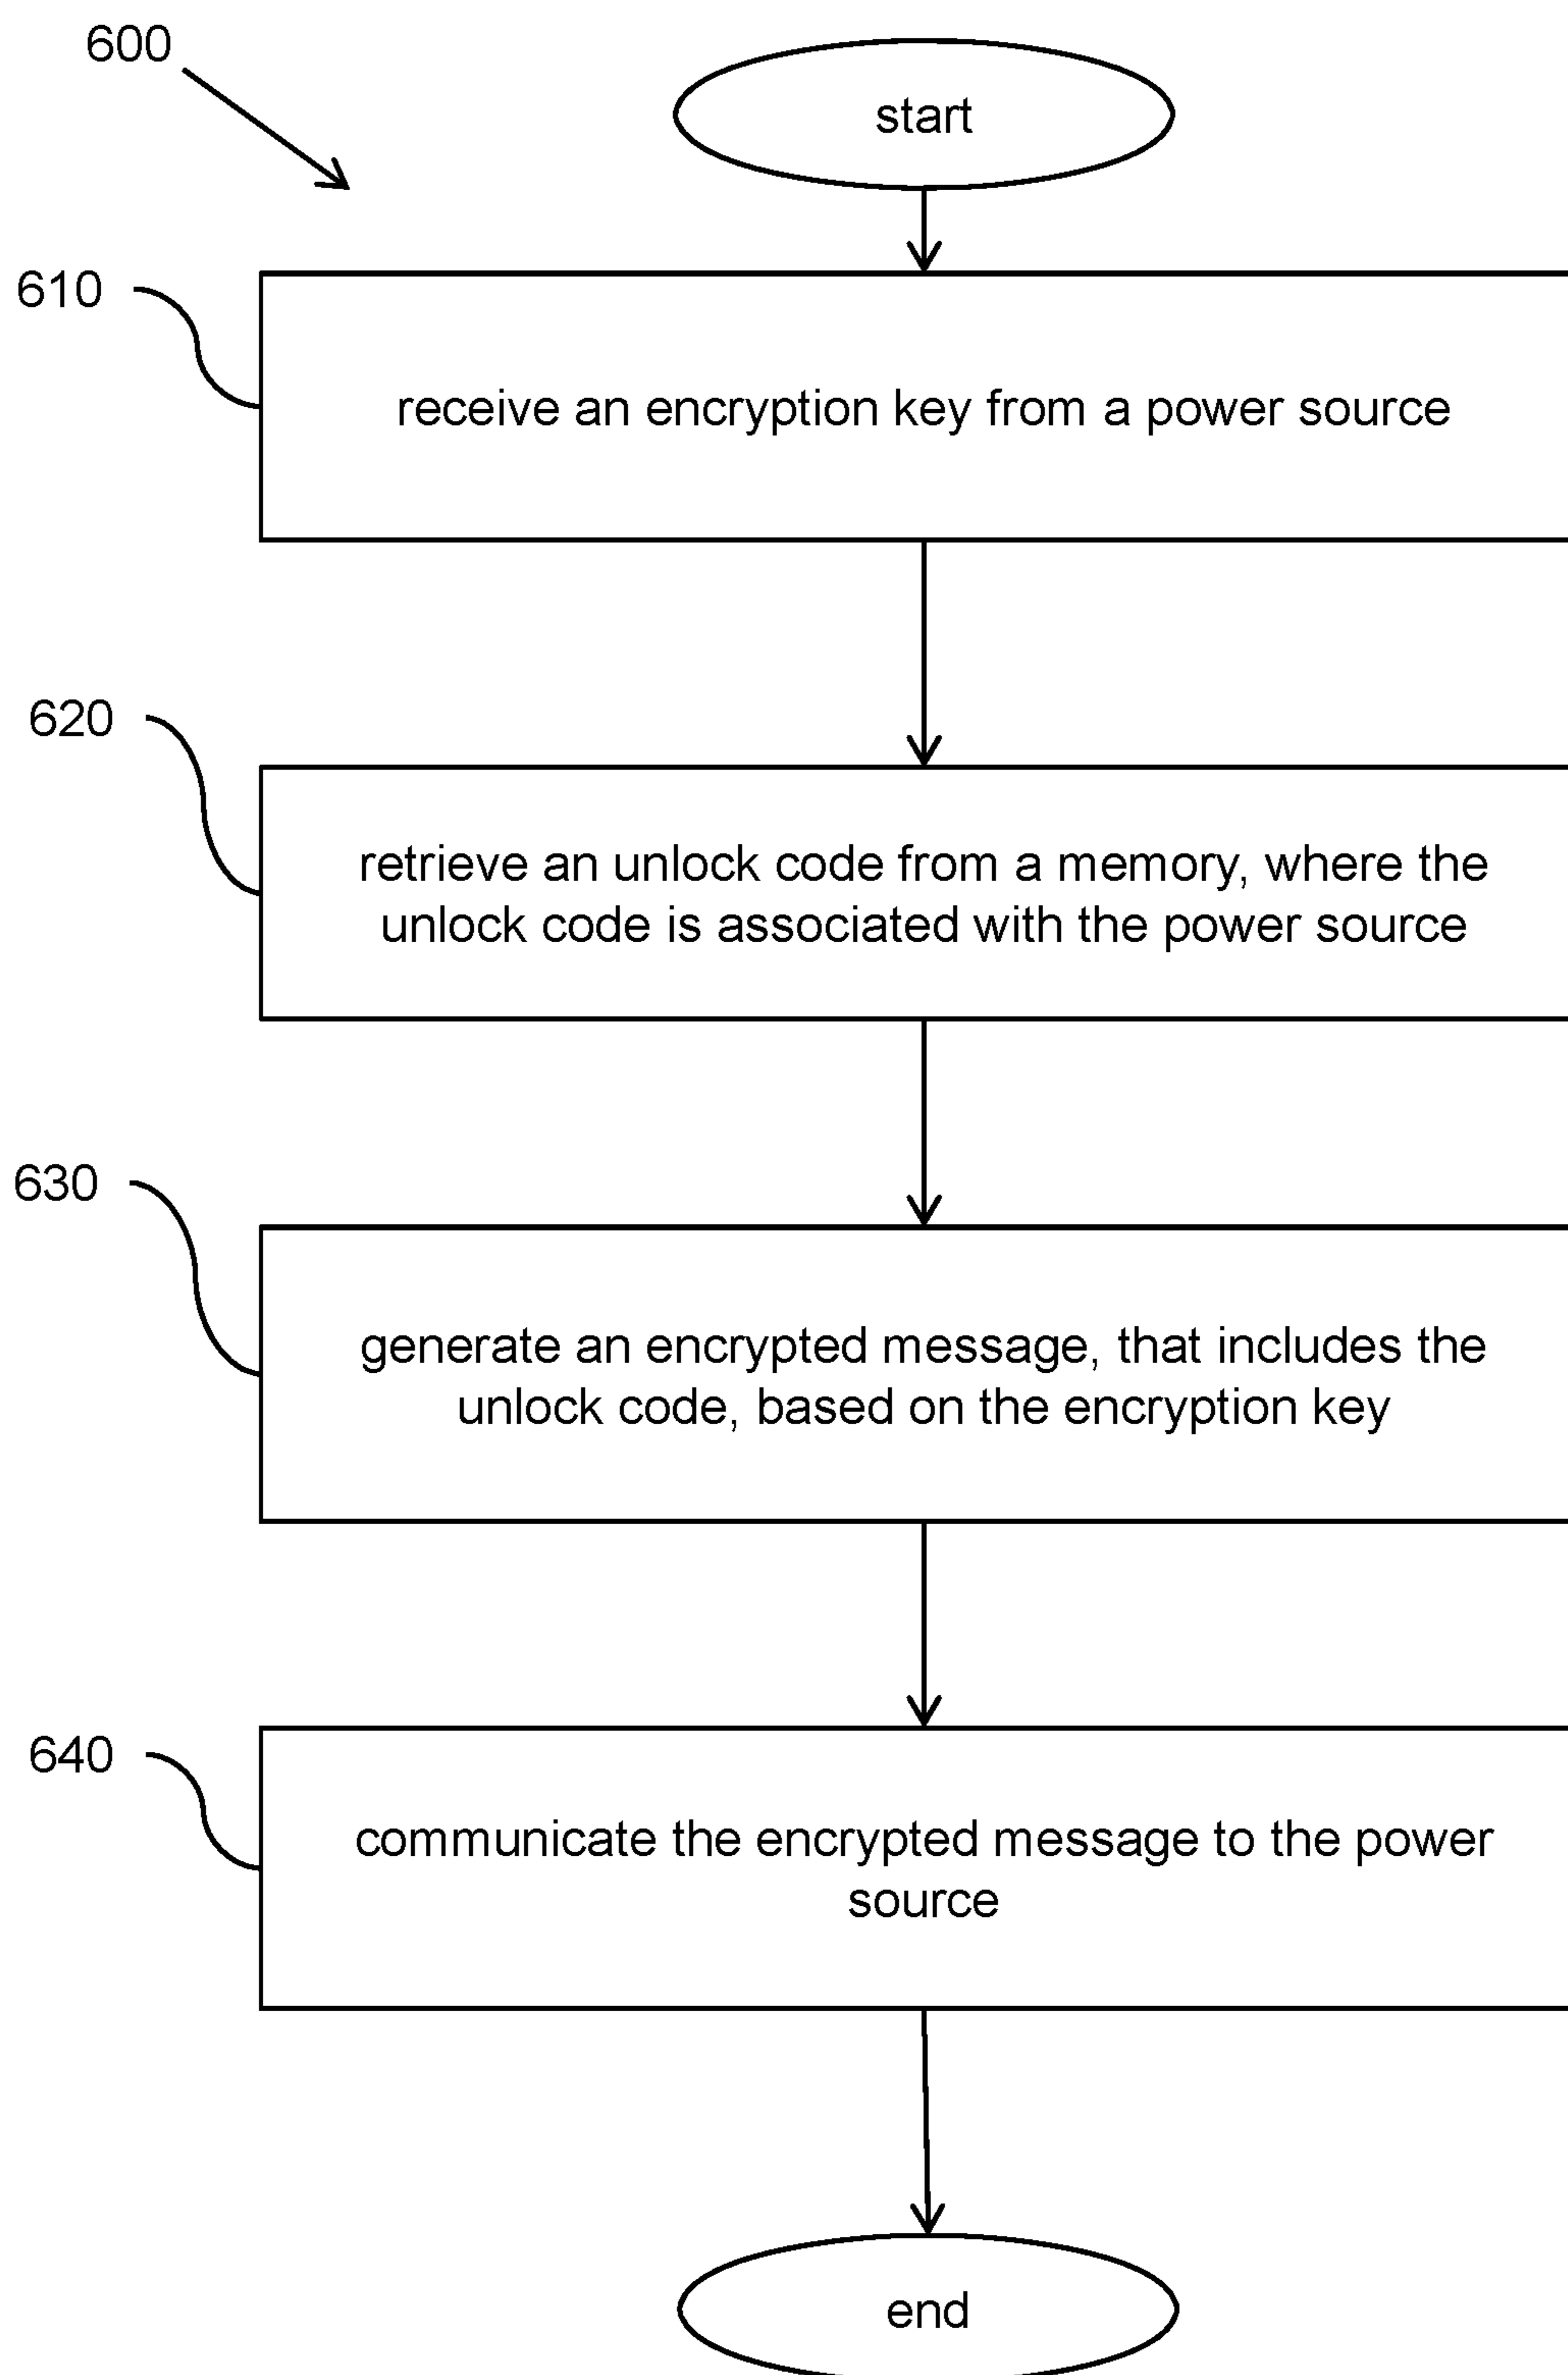 600
start
610
receive an encryption key from a power source
620
retrieve an unlock code from a memory, where the
unlock code is associated with the power source
630
generate an encrypted message, that includes the
unlock code, based on the encryption key
640
communicate the encrypted message to the power
source
end